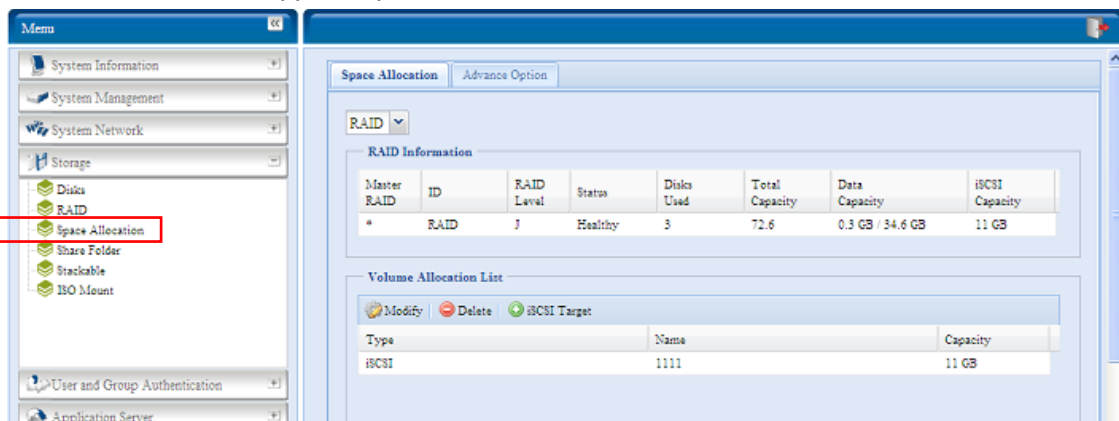 Menu
System Information
System Management
System Network
Storage
Disks
RAID
Space Allocation
Share Folder
Stackable
ISO Mount
User and Group Authentication
Application Server
Space Allocation Advance Option
RAID
RAID Information
Master RAID ID RAID Level Status Disks Used Total Capacity Data Capacity iSCSI Capacity
* RAID J Healthy 3 72.6 0.3 GB / 34.6 GB 11 GB
Volume Allocation List
Modify Delete iSCSI Target
Type Name Capacity
iSCSI 1111 11 GB